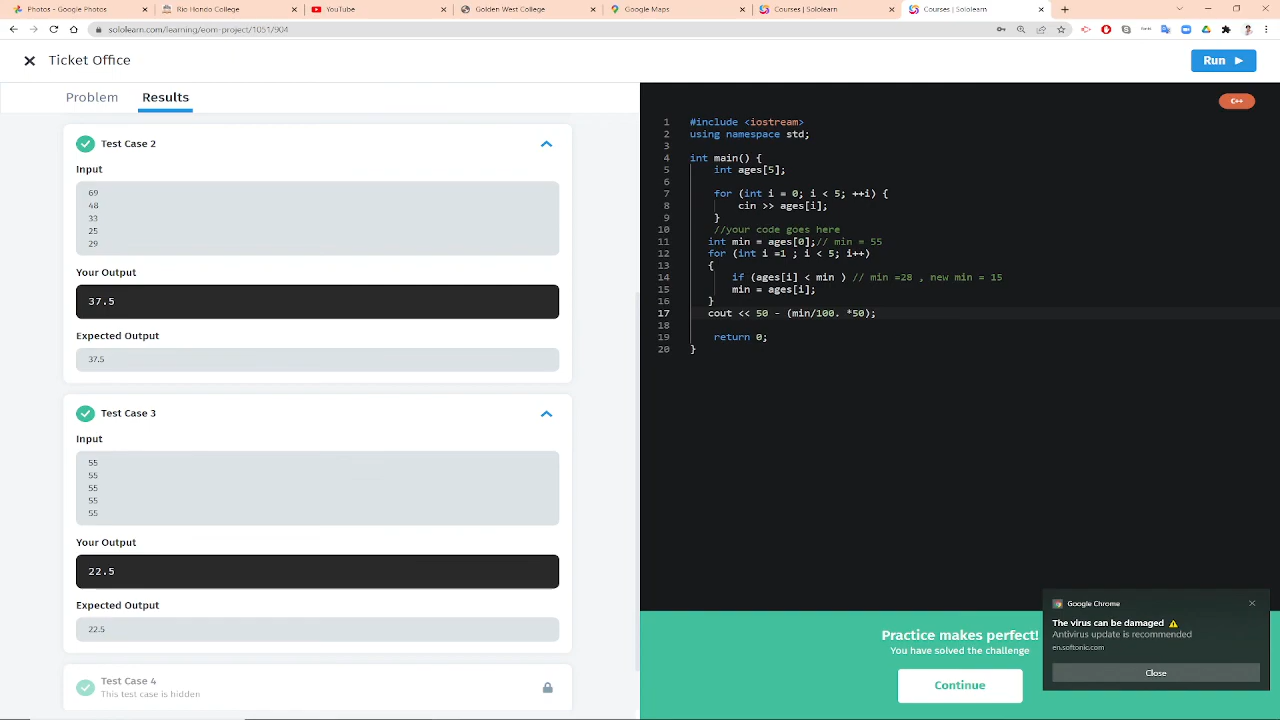 Photos - Photos
Rio Hondo College
YouTube
Golden West College
Google Maps
Courses | Sololearn
Courses | Sololearn
sololearn.com/learning/eom-project/1051/904
Ticket Office
Run
Problem
Results
Test Case 2
Input
69
48
33
25
29
Your Output
37.5
Expected Output
37.5
Test Case 3
Input
55
55
55
55
55
Your Output
22.5
Expected Output
22.5
Test Case 4
This test case is hidden
C++
1 #include <iostream>
2 using namespace std;
3
4 int main() {
5 int ages[5];
6
7 for (int i = 0; i < 5; ++i) {
8 cin >> ages[i];
9 }
10 //your code goes here
11 int min = ages[0];// min = 55
12 for (int i =1 ; i < 5; i++)
13 {
14 if (ages[i] < min ) // min =28 , new min = 15
15 min = ages[i];
16 }
17 cout << 50 - (min/100. *50);
18
19 return 0;
20 }
Practice makes perfect!
You have solved the challenge
Continue
Google Chrome
The virus can be damaged
Antivirus update is recommended
en.softonic.com
Close